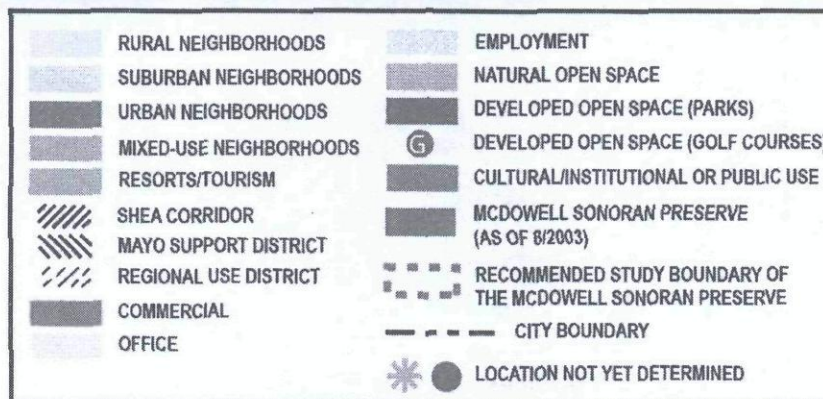 RURAL NEIGHBORHOODS
SUBURBAN NEIGHBORHOODS
URBAN NEIGHBORHOODS
MIXED-USE NEIGHBORHOODS
RESORTS/TOURISM
SHEA CORRIDOR
MAYO SUPPORT DISTRICT
REGIONAL USE DISTRICT
COMMERCIAL
OFFICE
EMPLOYMENT
NATURAL OPEN SPACE
DEVELOPED OPEN SPACE (PARKS)
G DEVELOPED OPEN SPACE (GOLF COURSES)
CULTURAL/INSTITUTIONAL OR PUBLIC USE
MCDOWELL SONORAN PRESERVE
(AS OF 8/2003)
RECOMMENDED STUDY BOUNDARY OF
THE MCDOWELL SONORAN PRESERVE
CITY BOUNDARY
LOCATION NOT YET DETERMINED